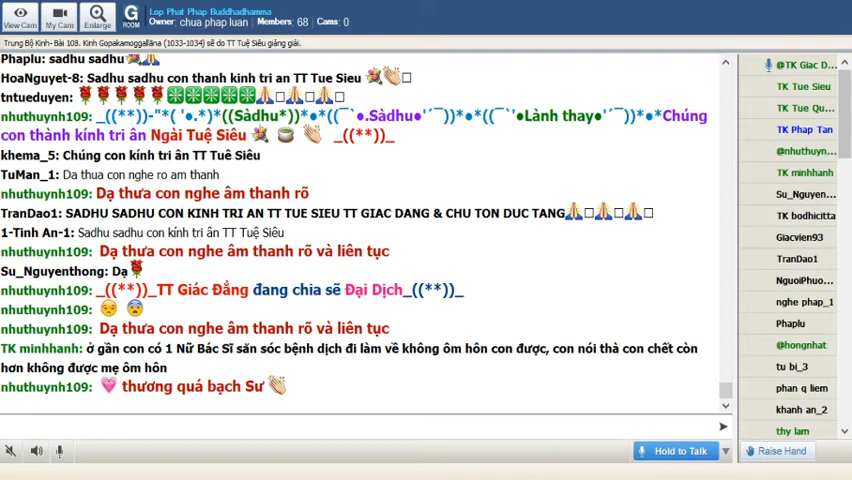 View Cam
My Cam
Enlarge
G
ROOM
Lop Phat Phap Buddhadhamma
Owner: chua phap luan Members: 68 Cams: 0
Trung Bộ Kinh- Bài 108. Kinh Gopakamoggallāna (1033-1034) sẽ do TT Tuệ Siêu giảng giải.
Phaplu: sadhu sadhu
HoaNguyet-8: Sadhu sadhu con thanh kinh tri an TT Tue Sieu
tntueduyen:
nhuthuynh109: _((**))-"*( '●.*)*((Sàdhu*))*●*((¯`●.Sàdhu●'´¯))*●*((¯`'●Lành thay●'´¯))*●*Chúng
con thành kính tri ân Ngài Tuệ Siêu _((**))_
khema_5: Chúng con kính tri ân TT Tuệ Siêu
TuMan_1: Da thua con nghe ro am thanh
nhuthuynh109: Dạ thưa con nghe âm thanh rõ
TranDao1: SADHU SADHU CON KINH TRI AN TT TUE SIEU TT GIAC DANG & CHU TON DUC TANG
1-Tinh An-1: Sadhu sadhu con kính tri ân TT Tuệ Siêu
nhuthuynh109: Dạ thưa con nghe âm thanh rõ và liên tục
Su_Nguyenthong: Dạ
nhuthuynh109: _((**))_TT Giác Đẳng đang chia sẽ Đại Dịch_((**))_
nhuthuynh109:
nhuthuynh109: Dạ thưa con nghe âm thanh rõ và liên tục
TK minhhanh: ở gần con có 1 Nữ Bác Sĩ săn sóc bệnh dịch đi làm về không ôm hôn con được, con nói thà con chết còn
hơn không được mẹ ôm hôn
nhuthuynh109: thương quá bạch Sư
Hold to Talk
@TK Giac D...
TK Tue Sieu
TK Tue Qu...
TK Phap Tan
@nhuthuyn...
TK minhhanh
Su_Nguyen...
TK bodhicitta
Giacvien93
TranDao1
NguoiPhuo...
nghe phap_1
Phaplu
@hongnhat
tu bi_3
phan q liem
khanh an_2
thy lam
Raise Hand